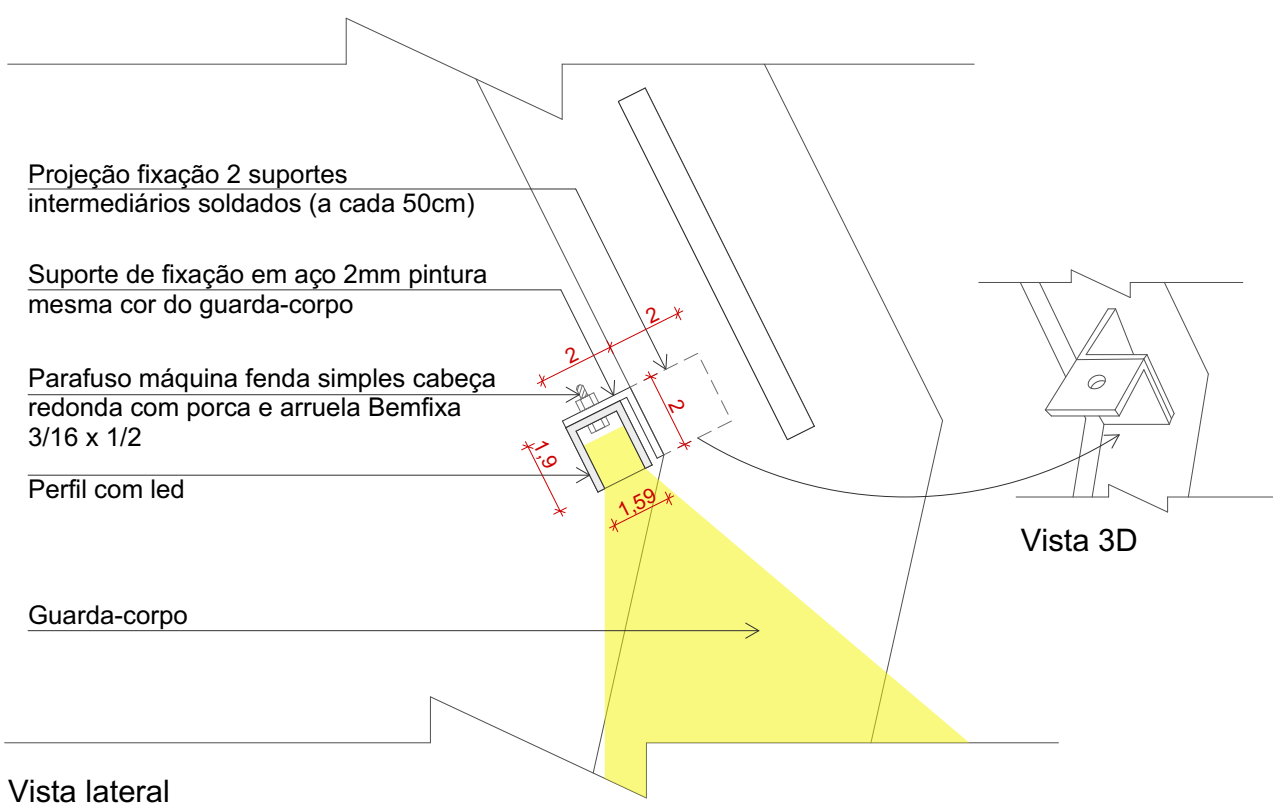 Projeção fixação 2 suportes
intermediários soldados (a cada 50cm)
Suporte de fixação em aço 2mm pintura
mesma cor do guarda-corpo
Parafuso máquina fenda simples cabeça
redonda com porca e arruela Bemfixa
3/16 x 1/2
Perfil com led
Guarda-corpo
2
2
2
1,9
1,59
Vista 3D
Vista lateral